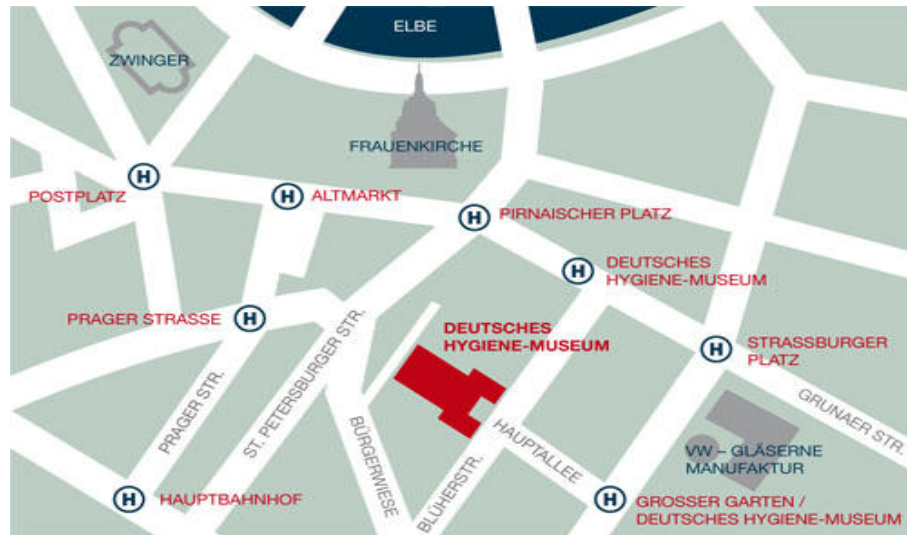 ELBE
ZWINGER
FRAUENKIRCHE
H
POSTPLATZ
H
ALTMARKT
H
PIRNAISCHER PLATZ
H
DEUTSCHES
HYGIENE-MUSEUM
PRAGER STRASSE
H
DEUTSCHES
HYGIENE-MUSEUM
H
STRASSBURGER
PLATZ
PRAGER STR.
ST. PETERSBURGER STR.
BÜRGERWIESE
BLÜHERSTR.
HAUPTALLEE
GRUNAER STR.
VW – GLÄSERNE
MANUFAKTUR
H
HAUPTBAHNHOF
H
GROSSER GARTEN /
DEUTSCHES HYGIENE-MUSEUM